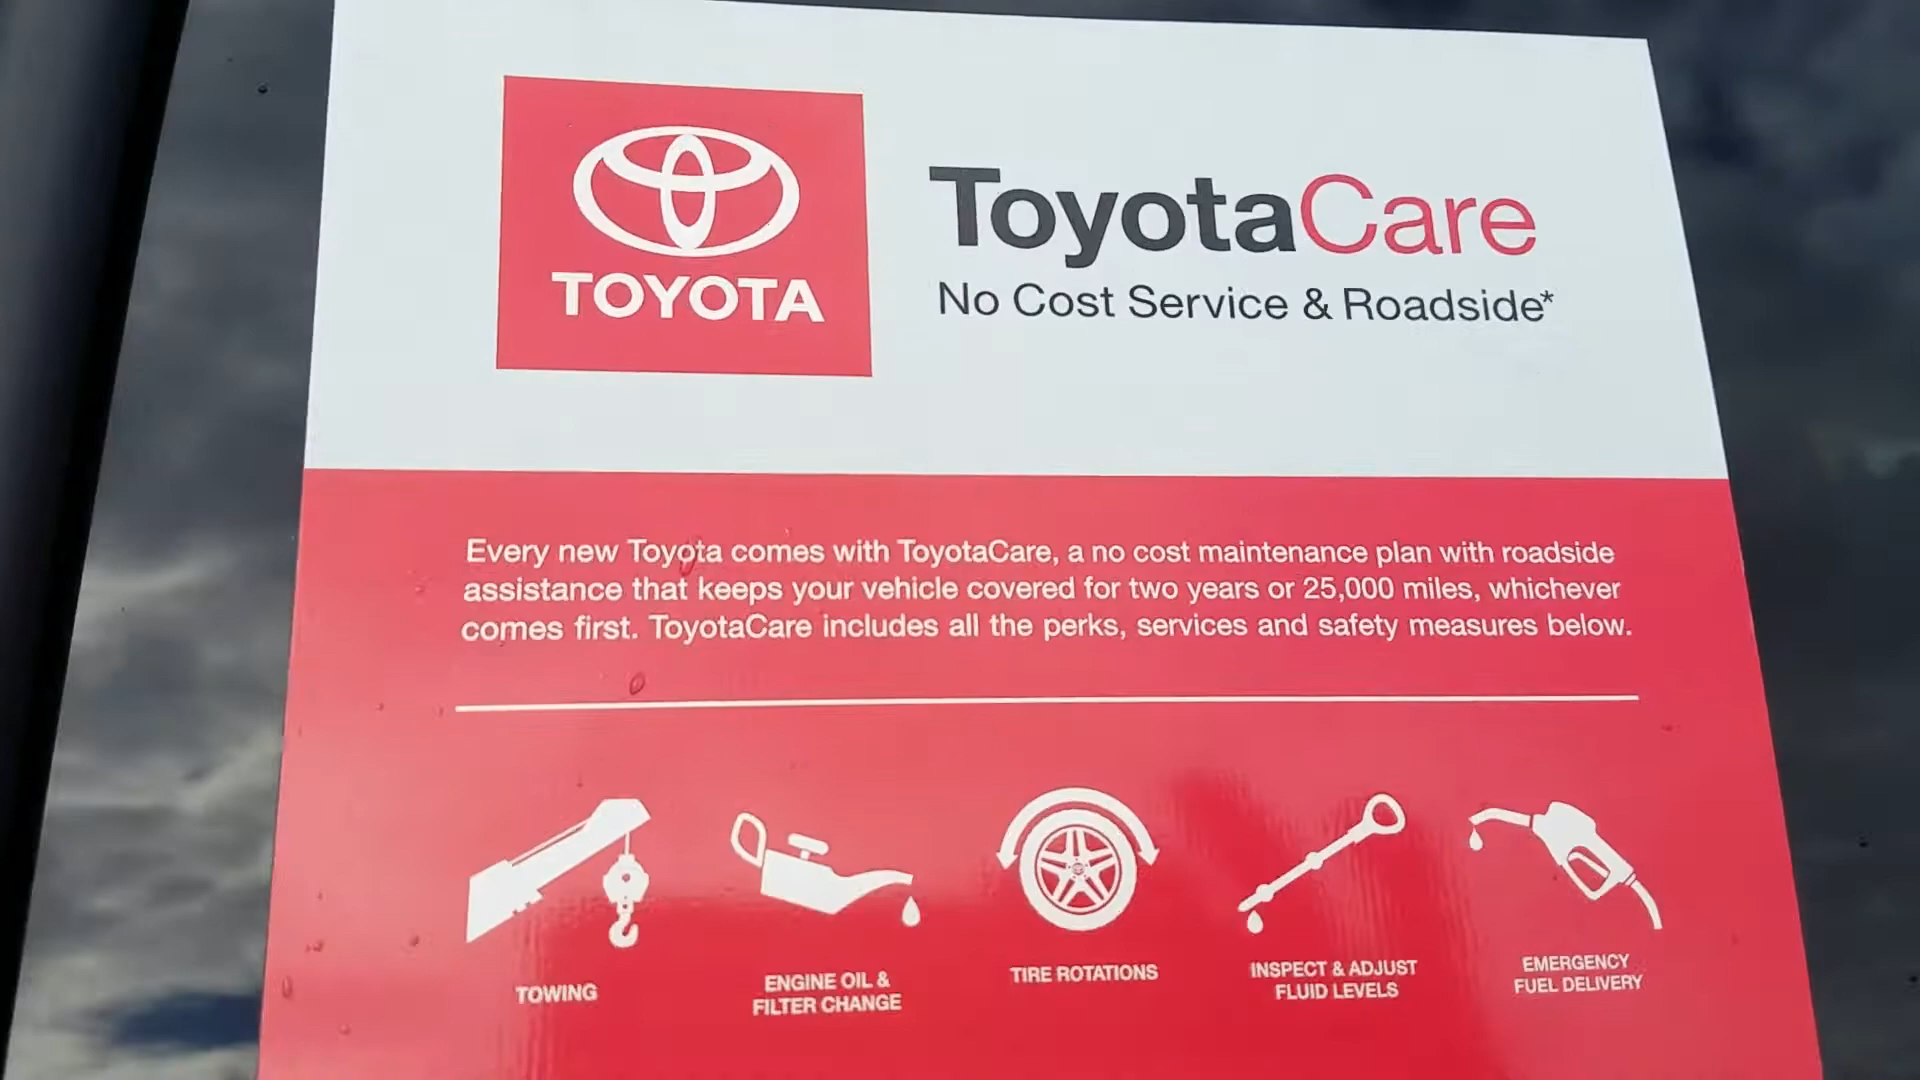 TOYOTA
ToyotaCare
No Cost Service & Roadside*
Every new Toyota comes with ToyotaCare, a no cost maintenance plan with roadside
assistance that keeps your vehicle covered for two years or 25,000 miles, whichever
comes first. ToyotaCare includes all the perks, services and safety measures below.
TOWING
ENGINE OIL &
FILTER CHANGE
TIRE ROTATIONS
INSPECT & ADJUST
FLUID LEVELS
EMERGENCY
FUEL DELIVERY